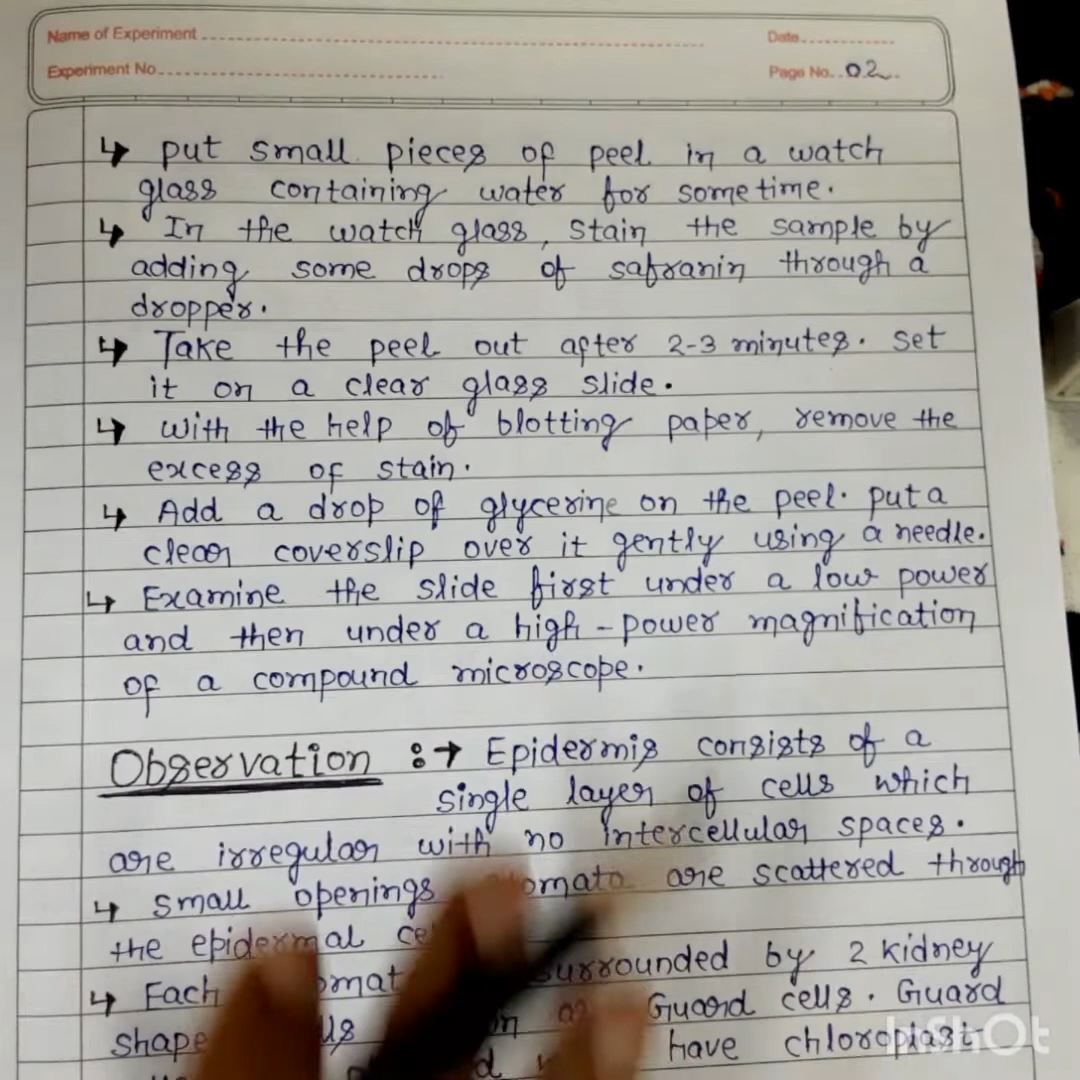 Name of Experiment
Date
Experiment No
Page No. 02
↳ put small pieces of peel in a watch
glass containing water for sometime.
↳ In the watch glass, stain the sample by
adding some drops of safranin through a
dropper.
↳ Take the peel out after 2-3 minutes. set
it on a clear glass slide.
↳ with the help of blotting paper, remove the
excess of stain.
↳ Add a drop of glycerine on the peel. put a
clear coverslip over it gently using a needle.
↳ Examine the slide first under a low power
and then under a high-power magnification
of a compound microscope.
Observation :→ Epidermis consists of a
single layer of cells which
are irregular with no intercellular spaces.
↳ small openings stomata are scattered through
the epidermal
↳ Each surrounded by 2 kidney
shape Guard cells. Guard
have chloroplast
InShOt